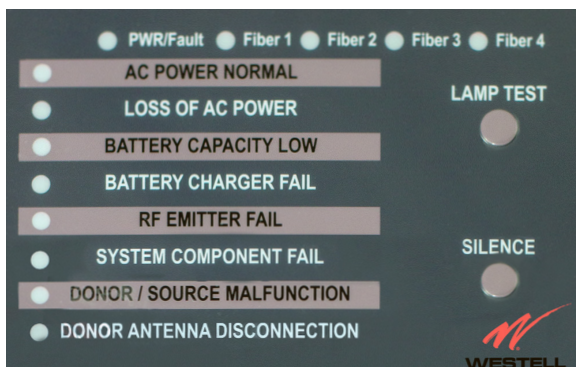 PWR/Fault Fiber 1 Fiber 2 Fiber 3 Fiber 4
AC POWER NORMAL
LOSS OF AC POWER
BATTERY CAPACITY LOW
BATTERY CHARGER FAIL
RF EMITTER FAIL
SYSTEM COMPONENT FAIL
DONOR / SOURCE MALFUNCTION
DONOR ANTENNA DISCONNECTION
LAMP TEST
SILENCE
WESTELL